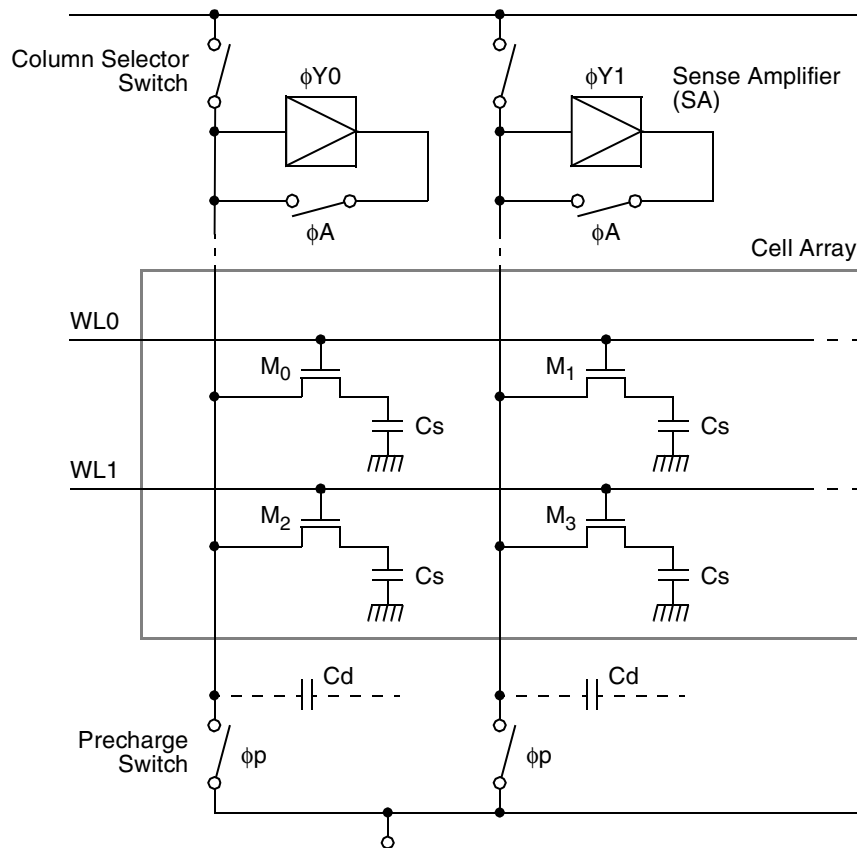 Column Selector
Switch
ϕY0
ϕY1
Sense Amplifier
(SA)
ϕA
ϕA
Cell Array
WL0
M0
M1
Cs
Cs
WL1
M2
M3
Cs
Cs
Cd
Cd
Precharge
Switch
ϕp
ϕp